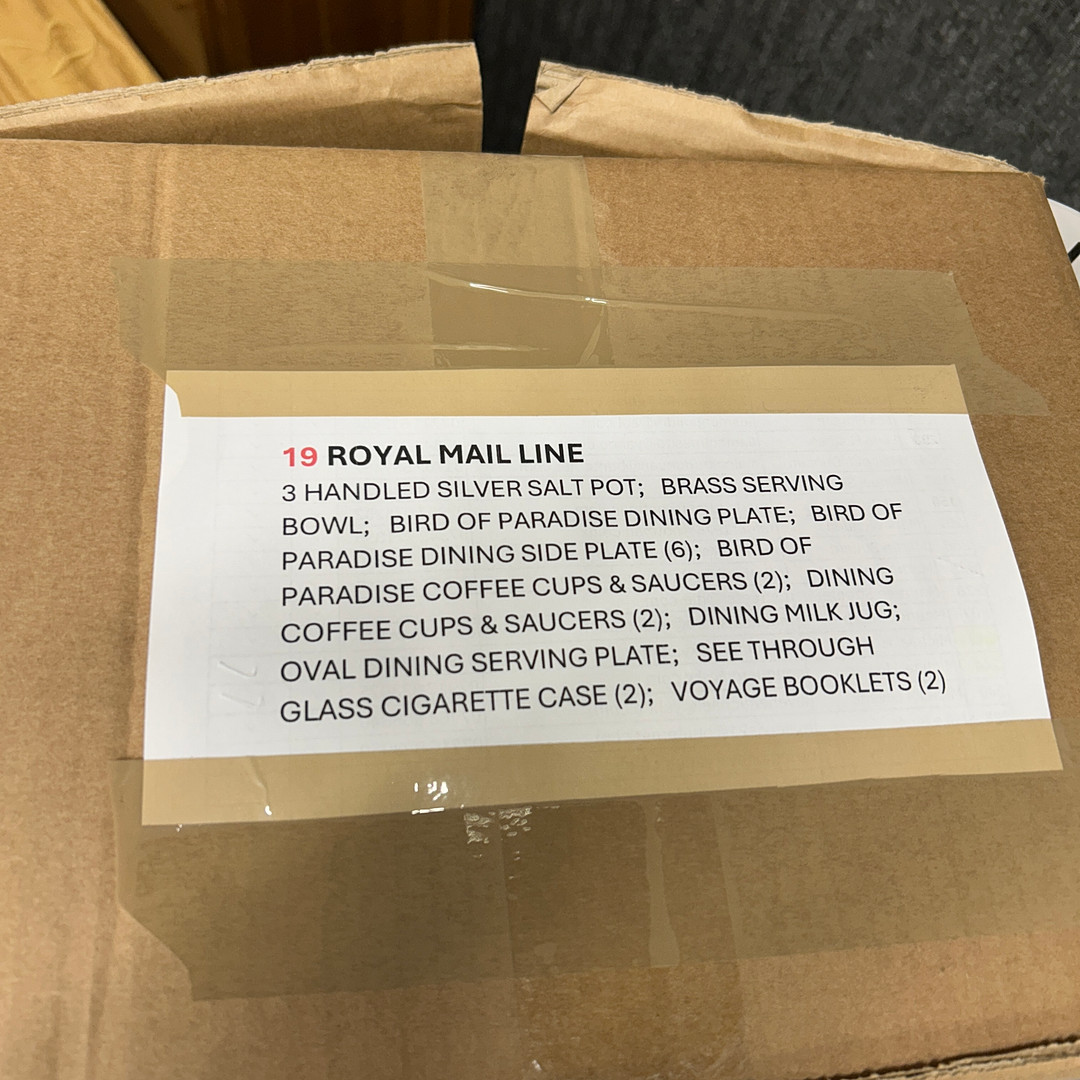 19 ROYAL MAIL LINE
3 HANDLED SILVER SALT POT; BRASS SERVING
BOWL; BIRD OF PARADISE DINING PLATE; BIRD OF
PARADISE DINING SIDE PLATE (6); BIRD OF
PARADISE COFFEE CUPS & SAUCERS (2); DINING
COFFEE CUPS & SAUCERS (2); DINING MILK JUG;
OVAL DINING SERVING PLATE; SEE THROUGH
GLASS CIGARETTE CASE (2); VOYAGE BOOKLETS (2)